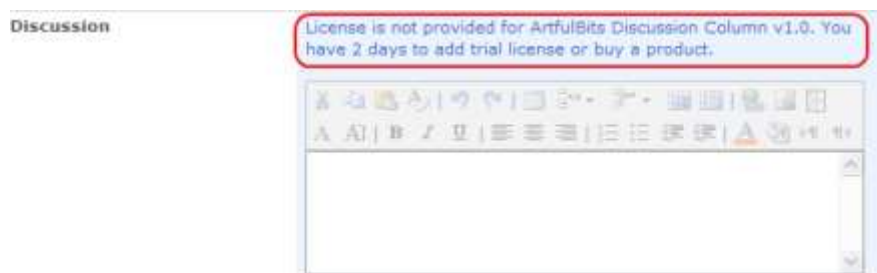 Discussion
License is not provided for ArtfulBits Discussion Column v1.0. You
have 2 days to add trial license or buy a product.
A AI B I U A